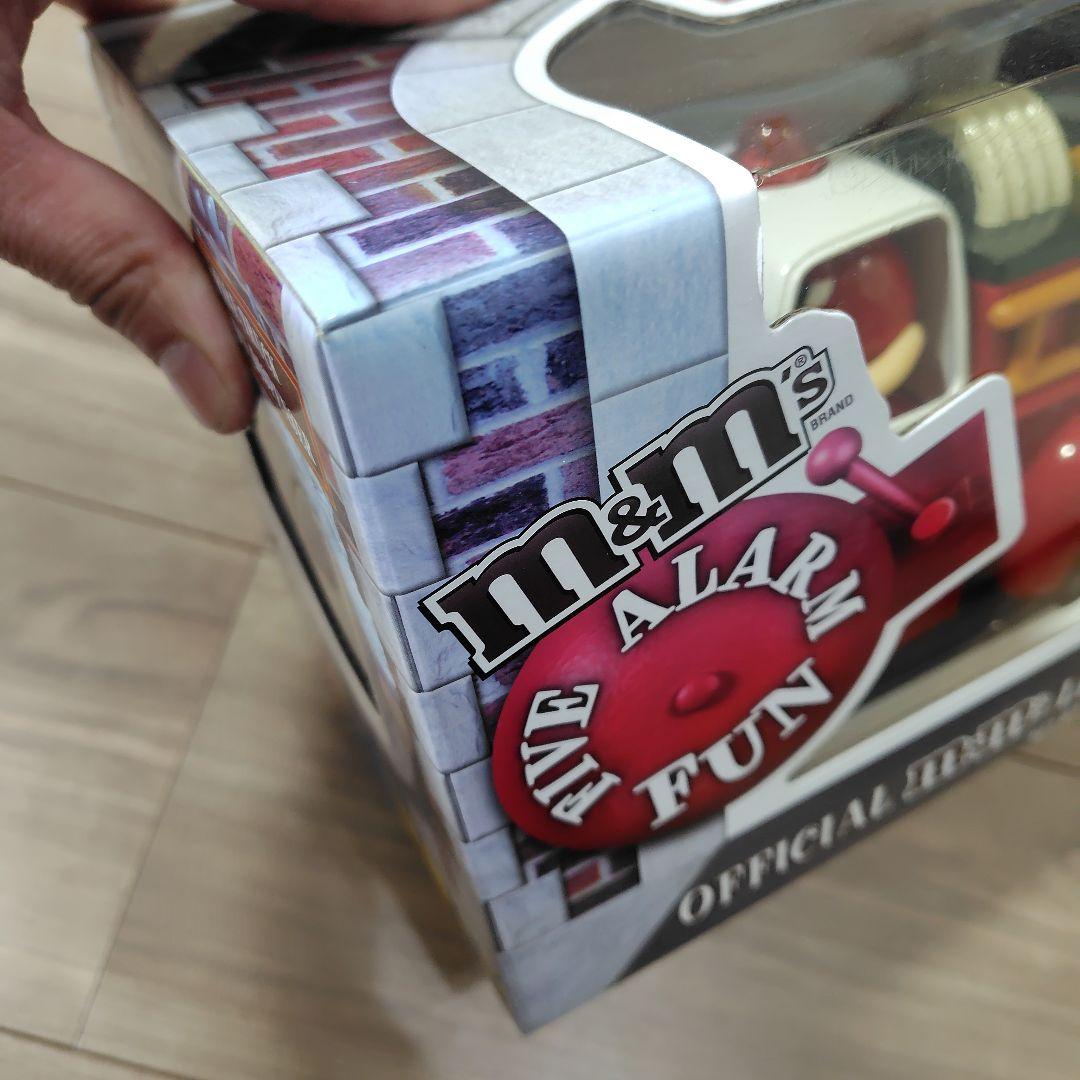 m&m's®
BRAND
FIVE ALARM
FUN
OFFICIAL